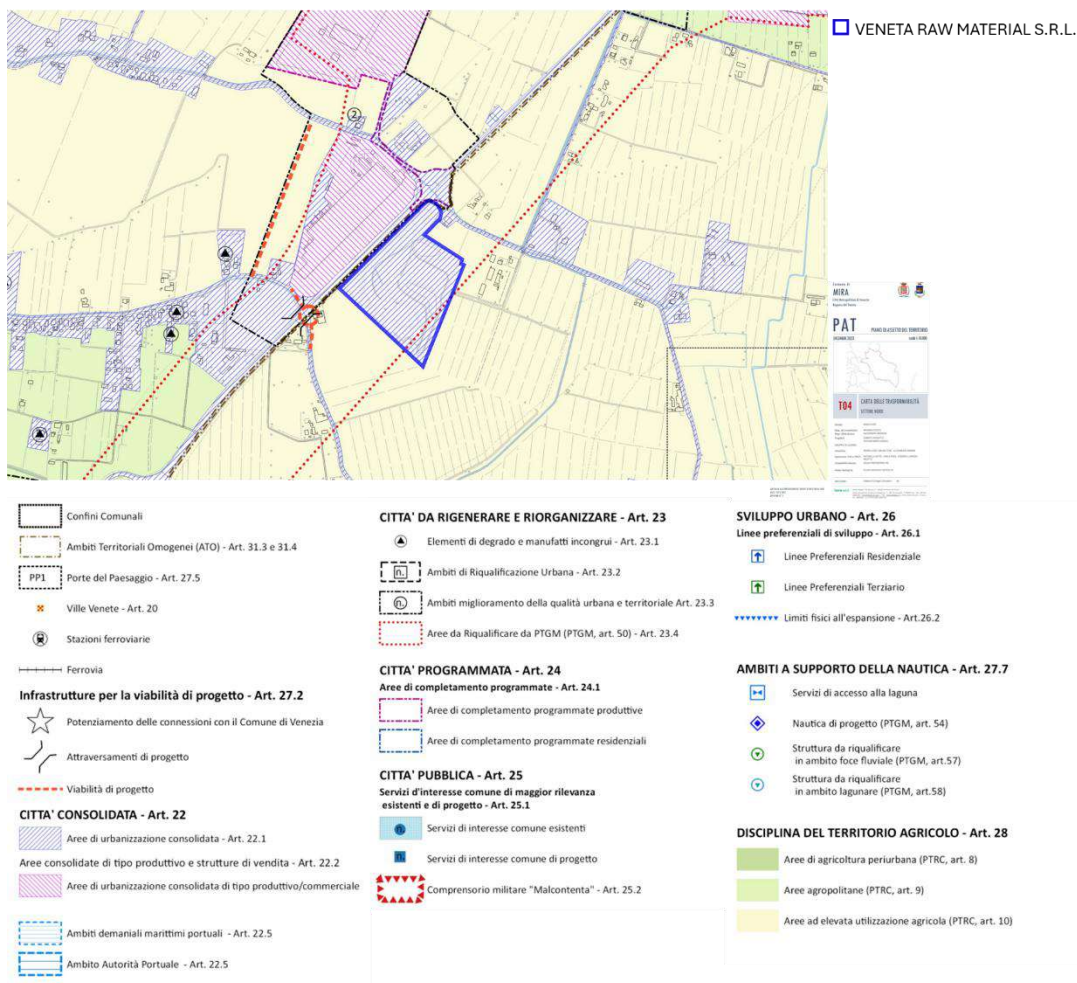 VENETA RAW MATERIAL S.R.L.
2
Comune di
MIRA
PAT
PIANO DI ASSETTO DEL TERRITORIO
T04
CARTA DELLE TRASFORMABILITÀ
SETTORE NORD
Confini Comunali
Ambiti Territoriali Omogenei (ATO) - Art. 31.3 e 31.4
PP1
Porte del Paesaggio - Art. 27.5
Ville Venete - Art. 20
Stazioni ferroviarie
Ferrovia
Infrastrutture per la viabilità di progetto - Art. 27.2
Potenziamento delle connessioni con il Comune di Venezia
Attraversamenti di progetto
Viabilità di progetto
CITTA' CONSOLIDATA - Art. 22
Aree di urbanizzazione consolidata - Art. 22.1
Aree consolidate di tipo produttivo e strutture di vendita - Art. 22.2
Aree di urbanizzazione consolidata di tipo produttivo/commerciale
Ambiti demaniali marittimi portuali - Art. 22.5
Ambito Autorità Portuale - Art. 22.5
CITTA' DA RIGENERARE E RIORGANIZZARE - Art. 23
Elementi di degrado e manufatti incongrui - Art. 23.1
n.
Ambiti di Riqualificazione Urbana - Art. 23.2
n.
Ambiti miglioramento della qualità urbana e territoriale Art. 23.3
Aree da Riqualificare da PTGM (PTGM, art. 50) - Art. 23.4
CITTA' PROGRAMMATA - Art. 24
Aree di completamento programmate - Art. 24.1
Aree di completamento programmate produttive
Aree di completamento programmate residenziali
CITTA' PUBBLICA - Art. 25
Servizi d'interesse comune di maggior rilevanza
esistenti e di progetto - Art. 25.1
n.
Servizi di interesse comune esistenti
n.
Servizi di interesse comune di progetto
Comprensorio militare "Malcontenta" - Art. 25.2
SVILUPPO URBANO - Art. 26
Linee preferenziali di sviluppo - Art. 26.1
Linee Preferenziali Residenziale
Linee Preferenziali Terziario
Limiti fisici all'espansione - Art.26.2
AMBITI A SUPPORTO DELLA NAUTICA - Art. 27.7
Servizi di accesso alla laguna
Nautica di progetto (PTGM, art. 54)
Struttura da riqualificare
in ambito foce fluviale (PTGM, art.57)
Struttura da riqualificare
in ambito lagunare (PTGM, art.58)
DISCIPLINA DEL TERRITORIO AGRICOLO - Art. 28
Aree di agricoltura periurbana (PTRC, art. 8)
Aree agropolitane (PTRC, art. 9)
Aree ad elevata utilizzazione agricola (PTRC, art. 10)